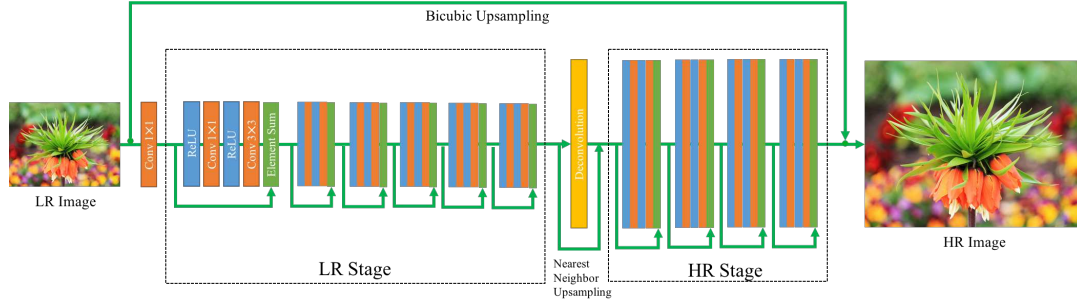 Bicubic Upsampling
LR Image
Conv 1×1
ReLU
Conv 1×1
ReLU
Conv 3×3
Element Sum
LR Stage
Deconvolution
Nearest
Neighbor
Upsampling
HR Stage
HR Image